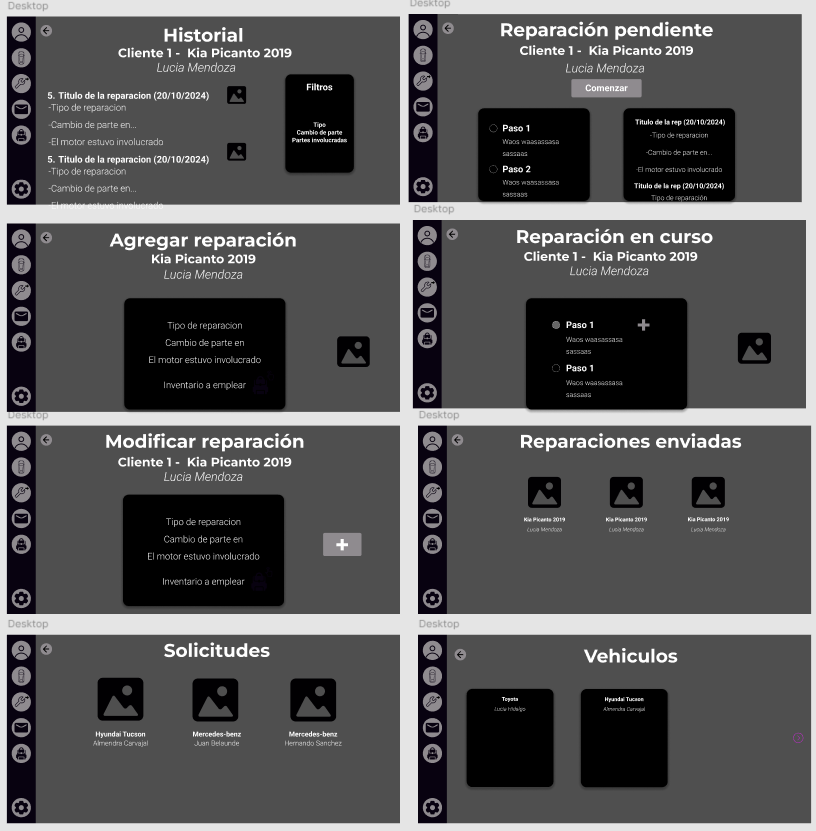 Desktop
Historial
Cliente 1 - Kia Picanto 2019
Lucia Mendoza
5. Titulo de la reparacion (20/10/2024)
-Tipo de reparacion
-Cambio de parte en...
-El motor estuvo involucrado
5. Titulo de la reparacion (20/10/2024)
-Tipo de reparacion
-Cambio de parte en...
-El motor estuvo involucrado
Filtros
Tipo
Cambio de parte
Partes involucradas
Desktop
Reparación pendiente
Cliente 1 - Kia Picanto 2019
Lucia Mendoza
Comenzar
Paso 1
Waos waasassasa
sassaas
Paso 2
Waos waasassasa
sassaas
Titulo de la rep (20/10/2024)
-Tipo de reparacion
-Cambio de parte en...
-El motor estuvo involucrado
Titulo de la rep (20/10/2024)
Tipo de reparación
Agregar reparación
Kia Picanto 2019
Lucia Mendoza
Tipo de reparacion
Cambio de parte en
El motor estuvo involucrado
Inventario a emplear
Desktop
Reparación en curso
Cliente 1 - Kia Picanto 2019
Lucia Mendoza
Paso 1
Waos waasassasa
sassaas
Paso 1
Waos waasassasa
sassaas
Desktop
Modificar reparación
Cliente 1 - Kia Picanto 2019
Lucia Mendoza
Tipo de reparacion
Cambio de parte en
El motor estuvo involucrado
Inventario a emplear
Desktop
Reparaciones enviadas
Kia Picanto 2019
Lucia Mendoza
Kia Picanto 2019
Lucia Mendoza
Kia Picanto 2019
Lucia Mendoza
Desktop
Solicitudes
Hyundai Tucson
Almendra Carvajal
Mercedes-benz
Juan Belaunde
Mercedes-benz
Hernando Sanchez
Desktop
Vehiculos
Toyota
Lucia Hidalgo
Hyundai Tucson
Almendra Carvajal